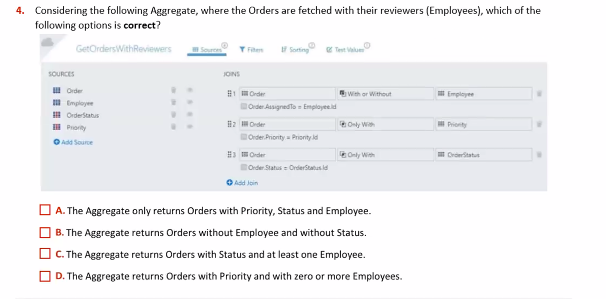 4. Considering the following Aggregate, where the Orders are fetched with their reviewers (Employees), which of the
following options is correct?
GetOrdersWithReviewers Sources Filters Sorting Test Values
SOURCES JOINS
Order
Employee
OrderStatus
Priority
Add Source
1 Order With or Without Employee
Order.AssignedTo = Employee.Id
2 Order Only With Priority
Order.Priority = Priority.Id
3 Order Only With OrderStatus
Order.Status = OrderStatus.Id
Add Join
A. The Aggregate only returns Orders with Priority, Status and Employee.
B. The Aggregate returns Orders without Employee and without Status.
C. The Aggregate returns Orders with Status and at least one Employee.
D. The Aggregate returns Orders with Priority and with zero or more Employees.